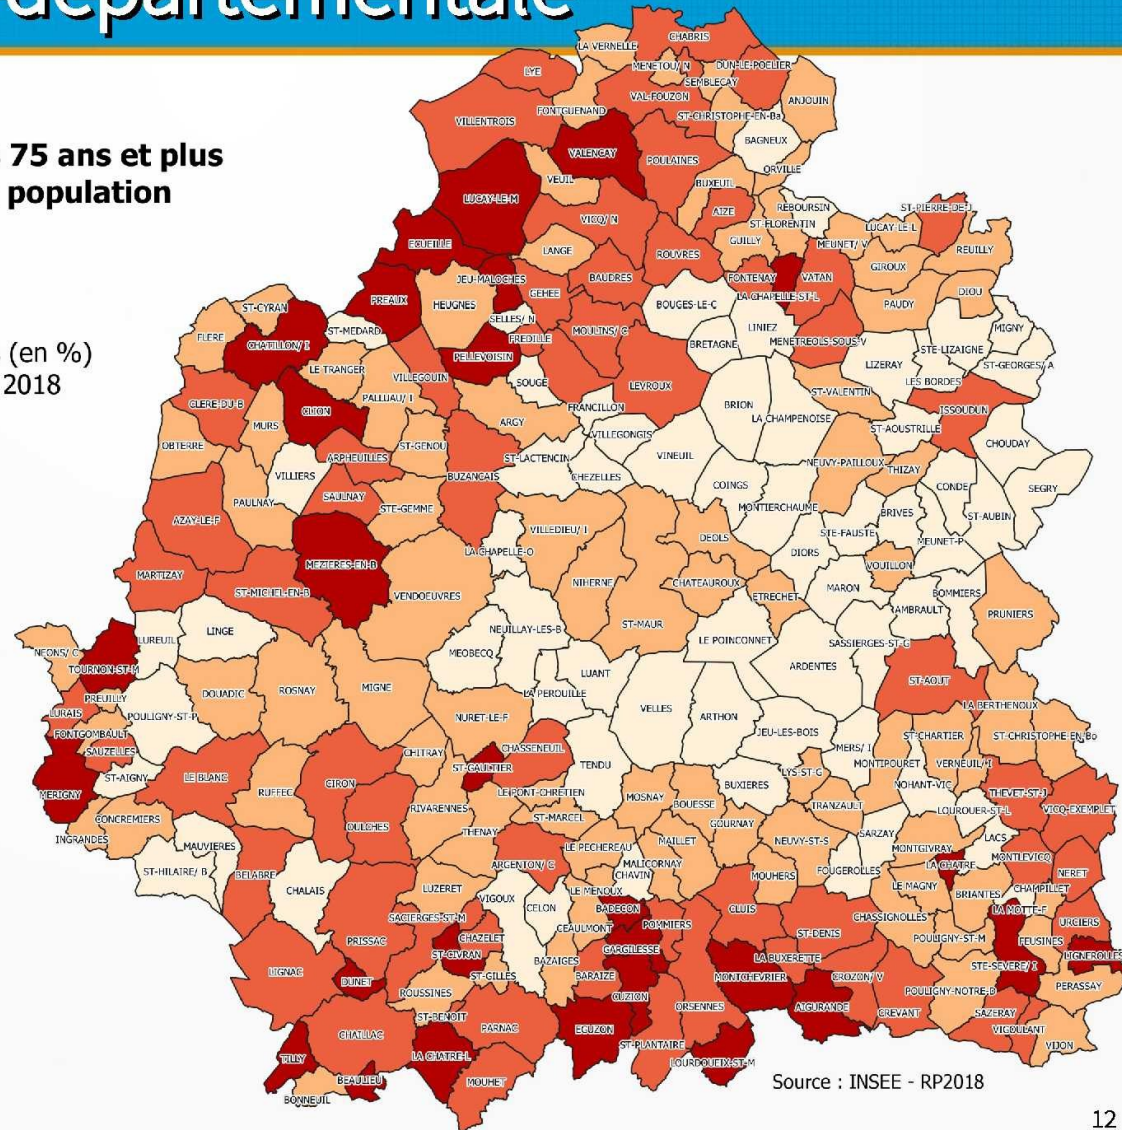 départementale
75 ans et plus
population
(en %)
2018
LA VERNELLE
CHABRIS
LYE
MENETOU/ N
DUN-LE-POELIER
SEMBLECAY
FONTGUENAND
VAL-FOUZON
ANJOUIN
VILLENTROIS
ST-CHRISTOPHE-EN-Ba
BAGNEUX
VALENCAY
POULAINES
ORVILLE
VEUIL
BUXEUIL
LUCAY-LE-M
AIZE
REBOURSIN
ST-PIERRE-DE-J
VICQ/ N
ST-FLORENTIN
LUCAY-LE-L
ECUEILLE
GUILLY
MEUNET/ V
REUILLY
LANGE
ROUVRES
GIROUX
JEU-MALOCHES
BAUDRES
FONTENAY
VATAN
PREAUX
HEUGNES
GEHEE
LA CHAPELLE-ST-L
DIOU
ST-CYRAN
BOUGES-LE-C
PAUDY
SELLES/ N
LINIEZ
MIGNY
ST-MEDARD
MOULINS/ C
FLERE
FREDILLE
BRETAGNE
MENETREOLS-SOUS-V
CHATILLON/ I
PELLEVOISIN
STE-LIZAIGNE
LE TRANGER
LIZERAY
ST-GEORGES/ A
VILLEGOUIN
SOUGE
LEVROUX
LES BORDES
CLERE-DU-B
PALLUAU/ I
ST-VALENTIN
CLION
FRANCILLON
BRION
ISSOUDUN
MURS
ARGY
LA CHAMPENOISE
ST-AOUSTRILLE
OBTERRE
ST-GENOU
VILLEGONGIS
CHOUDAY
ARPHEUILLES
ST-LACTENCIN
VINEUIL
NEUVY-PAILLOUX
THIZAY
VILLIERS
BUZANCAIS
CHEZELLES
COINGS
CONDE
SEGRY
PAULNAY
SAULNAY
STE-GEMME
MONTIERCHAUME
BRIVES
ST-AUBIN
AZAY-LE-F
VILLEDIEU/ I
DEOLS
STE-FAUSTE
MEUNET-P
LA CHAPELLE-O
DIORS
MEZIERES-EN-B
VOUILLON
MARTIZAY
NIHERNE
CHATEAUROUX
MARON
ST-MICHEL-EN-B
VENDOEUVRES
ETRECHET
BOMMIERS
AMBRAULT
PRUNIERS
ST-MAUR
LINGE
NEUILLAY-LES-B
LUREUIL
LE POINCONNET
SASSIERGES-ST-G
NEONS/ C
MEOBECQ
TOURNON-ST-M
ARDENTES
LUANT
ST-AOUT
MIGNE
DOUADIC
ROSNAY
LA PEROUILLE
PREUILLY
LA BERTHENOUX
VELLES
LURAIS
POULIGNY-ST-P
NURET-LE-F
ARTHON
FONTGOMBAULT
JEU-LES-BOIS
ST-CHARTIER
ST-CHRISTOPHE-EN-Bo
SAUZELLES
CHITRAY
CHASSENEUIL
MERS/ I
ST-GAULTIER
TENDU
MONTIPOURET
VERNEUIL/ I
ST-AIGNY
LE BLANC
LYS-ST-G
CIRON
BUXIERES
NOHANT-VIC
THEVET-ST-J
MERIGNY
RUFFEC
LE PONT-CHRETIEN
MOSNAY
BOUESSE
TRANZAULT
RIVARENNES
LOUROUER-ST-L
VICQ-EXEMPLET
CONCREMIERS
ST-MARCEL
GOURNAY
DULCHES
THENAY
SARZAY
LACS
INGRANDES
MAILLET
NEUVY-ST-S
MAUVIERES
LE PECHEREAU
MONTGIVRAY
MONTLEVICQ
ARGENTON/ C
MALICORNAY
LA CHATRE
ST-HILAIRE/ B
BELABRE
CHAVIN
MOUHERS
FOUGEROLLES
NERET
CHALAIS
LUZERET
LE MENOUX
LE MAGNY
CHAMPILLET
VIGOUX
BRIANTES
CELON
BADECON
CLUIS
LA MOTTE-F
SACIERGES-ST-M
CHASSIGNOLLES
URCIERS
CEAULMONT
POMMIERS
ST-DENIS
PRISSAC
CHAZELET
POULIGNY-ST-M
FEUSINES
ST-CIVRAN
GARGILESSE
LA BUXERETTE
LIGNEROLLES
LIGNAC
BAZAIGES
STE-SEVERE/ I
DUNET
ST-GILLES
BARAIZE
MONTCHEVRIER
CROZON/ V
PERASSAY
ROUSSINES
CUZION
POULIGNY-NOTRE-D
ORSENNES
AIGURANDE
ST-BENOIT
CREVANT
SAZERAY
CHAILLAC
PARNAC
EGUZON
VIGOULANT
ST-PLANTAIRE
VIJON
TILLY
LA CHATRE-L
LOURDOUEIX-ST-M
BEAULIEU
MOUHET
BONNEUIL
Source : INSEE - RP2018
12